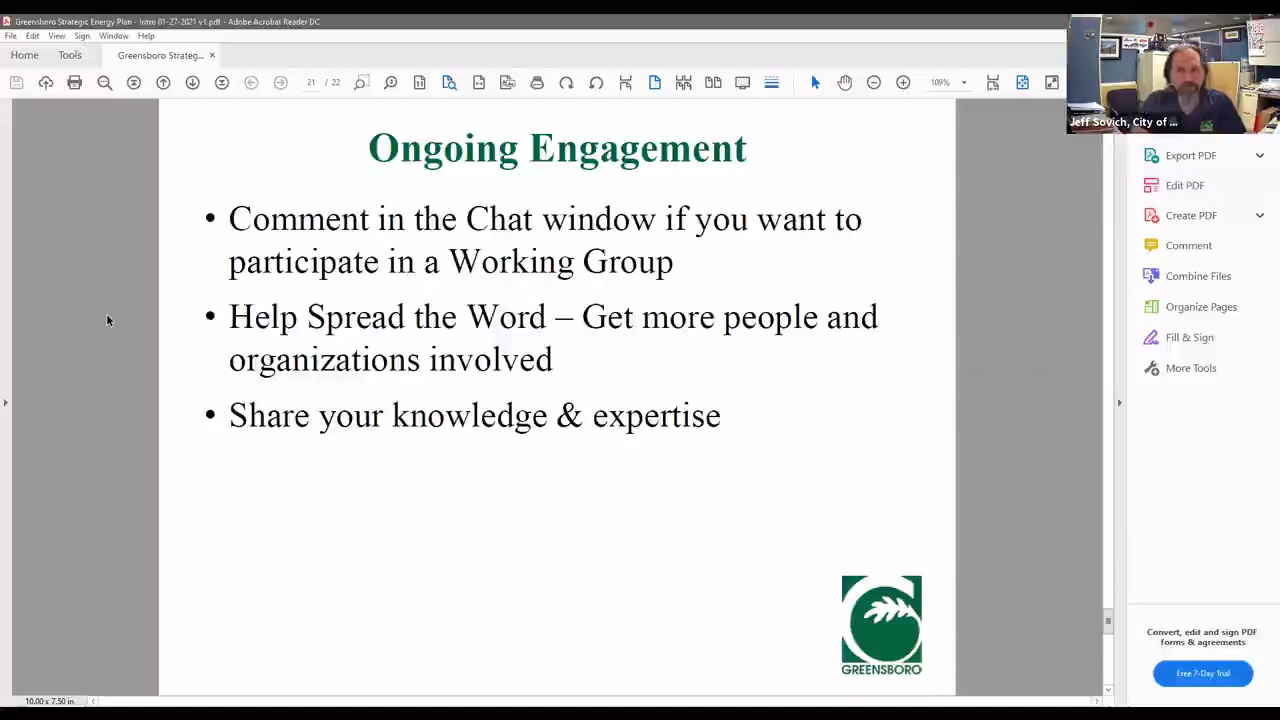 Greensboro Strategic Energy Plan - Intro 01-27-2021 v1.pdf - Adobe Acrobat Reader DC
File Edit View Sign Window Help
Home Tools Greensboro Strateg... ×
21 / 22 109%
Jeff Sovich, City of ...
Ongoing Engagement
• Comment in the Chat window if you want to
participate in a Working Group
• Help Spread the Word – Get more people and
organizations involved
• Share your knowledge & expertise
GREENSBORO
Export PDF
Edit PDF
Create PDF
Comment
Combine Files
Organize Pages
Fill & Sign
More Tools
Convert, edit and sign PDF
forms & agreements
Free 7-Day Trial
10.00 x 7.50 in